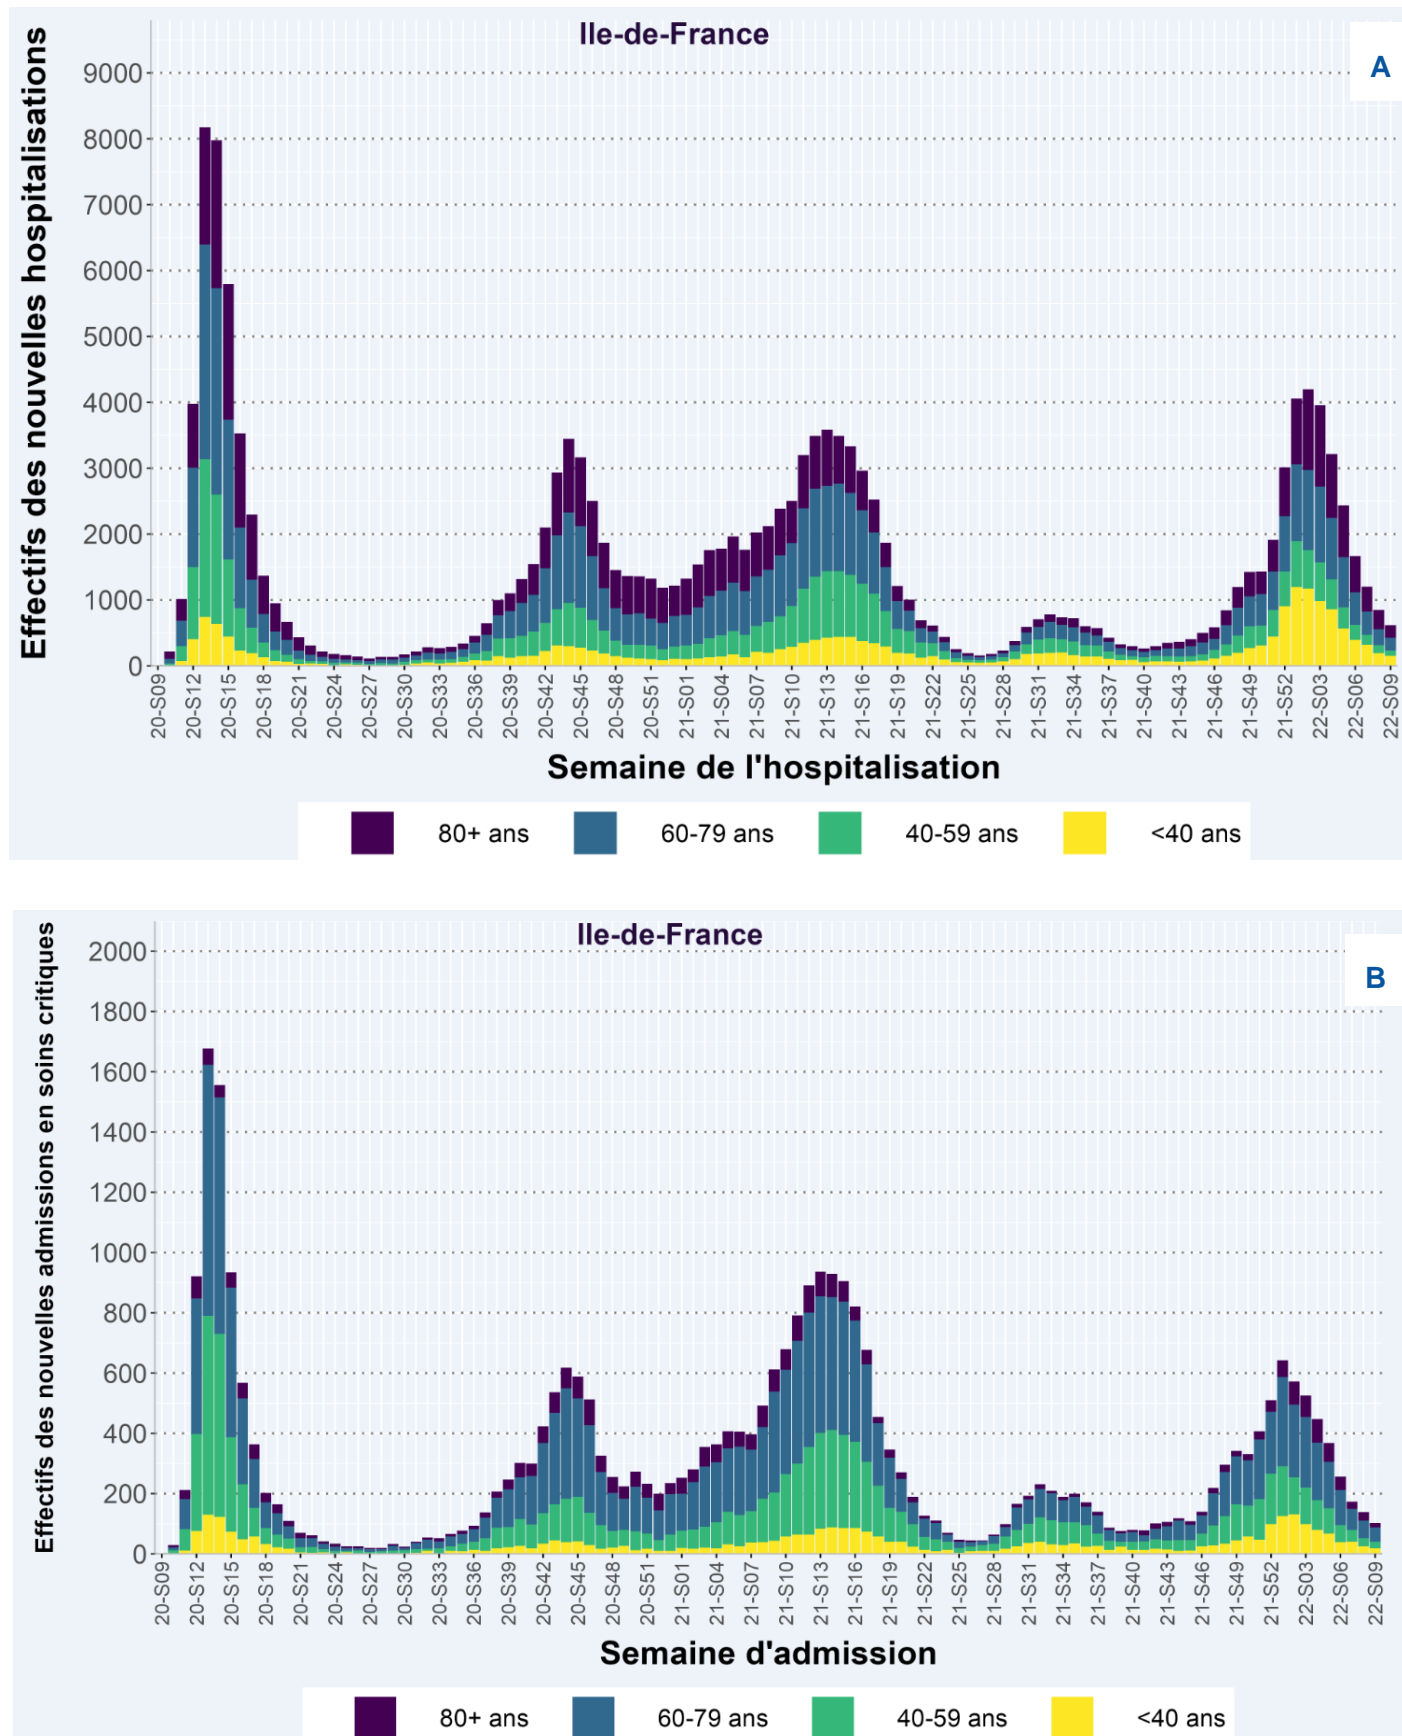 Ile-de-France
A
Effectifs des nouvelles hospitalisations
9000
8000
7000
6000
5000
4000
3000
2000
1000
0
20-S09 20-S12 20-S15 20-S18 20-S21 20-S24 20-S27 20-S30 20-S33 20-S36 20-S39 20-S42 20-S45 20-S48 20-S51 21-S01 21-S04 21-S07 21-S10 21-S13 21-S16 21-S19 21-S22 21-S25 21-S28 21-S31 21-S34 21-S37 21-S40 21-S43 21-S46 21-S49 21-S52 22-S03 22-S06 22-S09
Semaine de l'hospitalisation
80+ ans 60-79 ans 40-59 ans <40 ans
Ile-de-France
B
Effectifs des nouvelles admissions en soins critiques
2000
1800
1600
1400
1200
1000
800
600
400
200
0
20-S09 20-S12 20-S15 20-S18 20-S21 20-S24 20-S27 20-S30 20-S33 20-S36 20-S39 20-S42 20-S45 20-S48 20-S51 21-S01 21-S04 21-S07 21-S10 21-S13 21-S16 21-S19 21-S22 21-S25 21-S28 21-S31 21-S34 21-S37 21-S40 21-S43 21-S46 21-S49 21-S52 22-S03 22-S06 22-S09
Semaine d'admission
80+ ans 60-79 ans 40-59 ans <40 ans